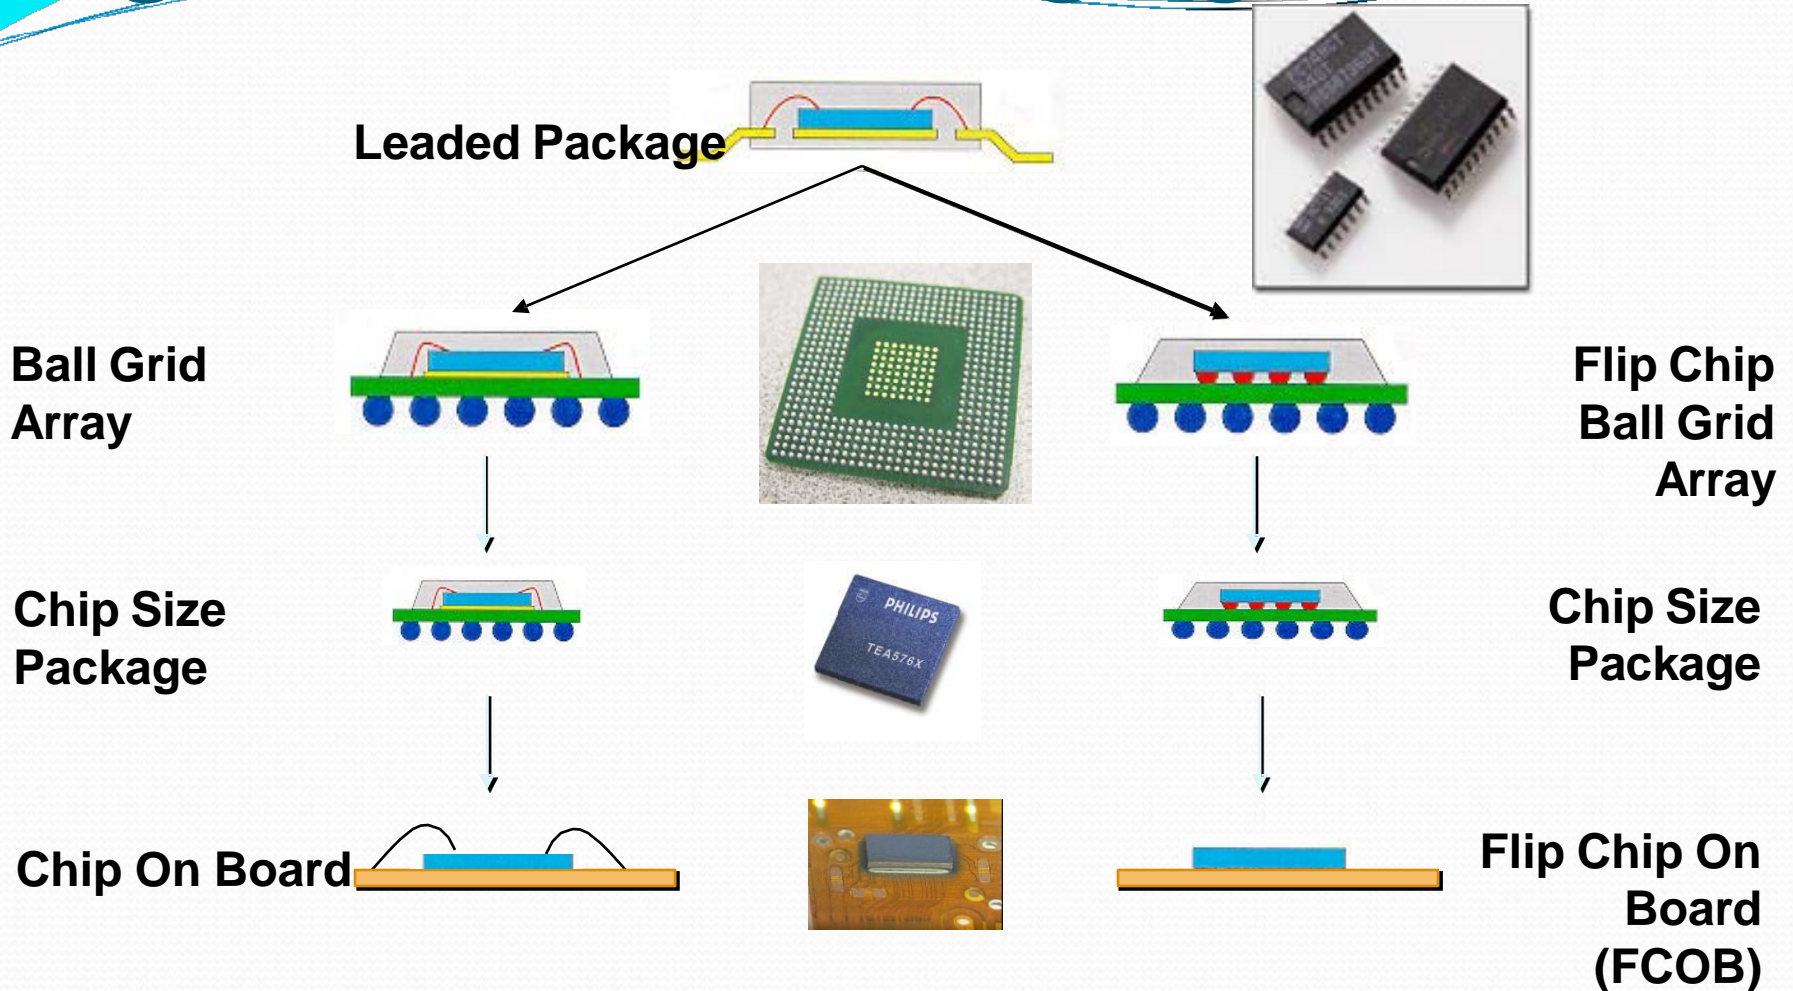 Leaded Package
Ball Grid
Array
Flip Chip
Ball Grid
Array
Chip Size
Package
PHILIPS
TEA576X
Chip Size
Package
Chip On Board
Flip Chip On
Board
(FCOB)